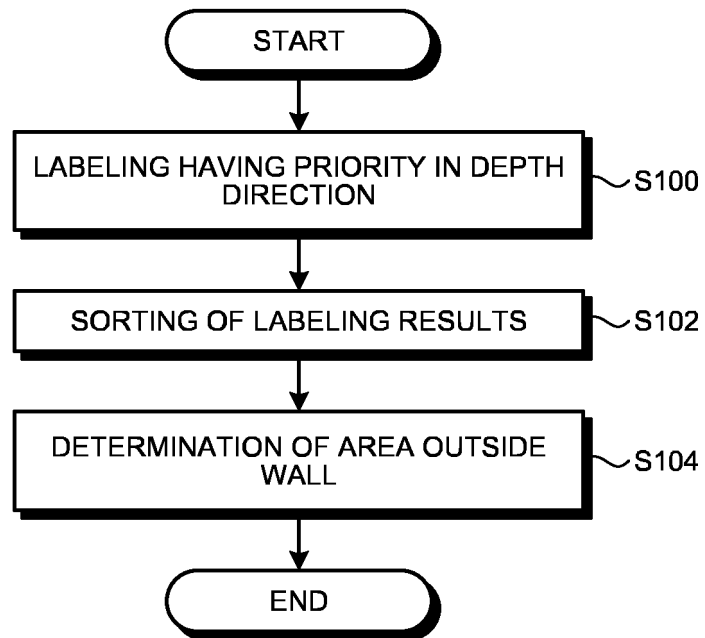 START
LABELING HAVING PRIORITY IN DEPTH
DIRECTION
S100
SORTING OF LABELING RESULTS
S102
DETERMINATION OF AREA OUTSIDE
WALL
S104
END